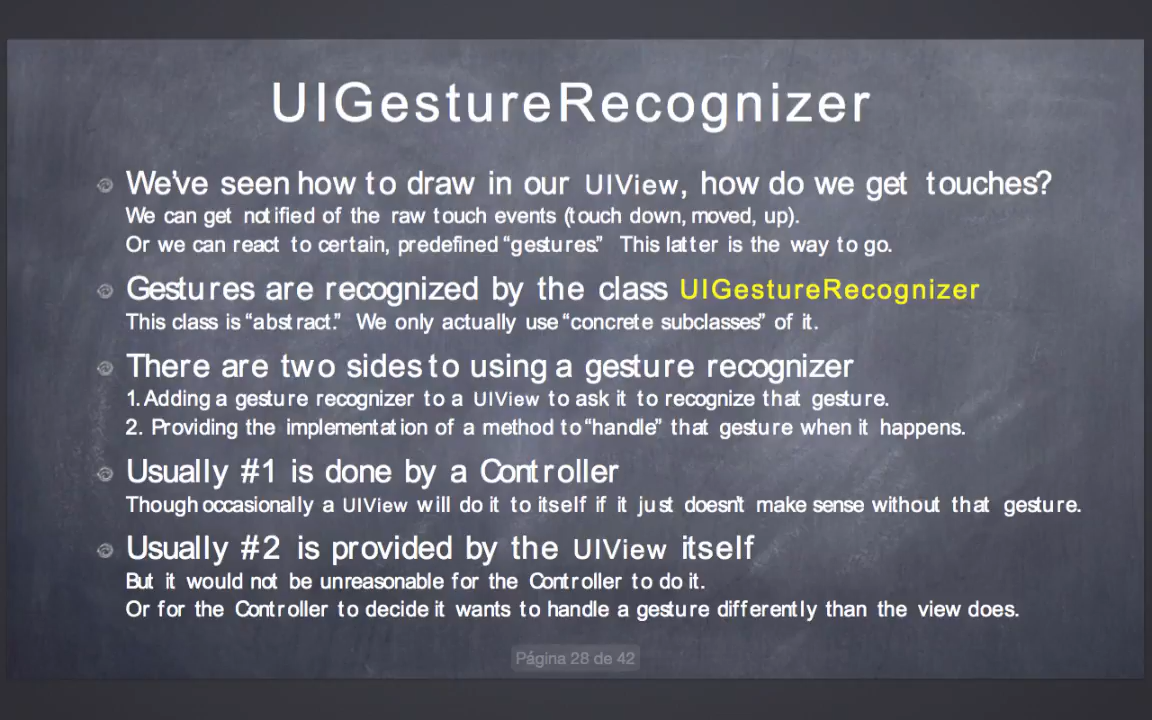 UIGestureRecognizer
We've seen how to draw in our UIView, how do we get touches?
We can get notified of the raw touch events (touch down, moved, up).
Or we can react to certain, predefined “gestures.” This latter is the way to go.
Gestures are recognized by the class UIGestureRecognizer
This class is “abstract.” We only actually use “concrete subclasses” of it.
There are two sides to using a gesture recognizer
1. Adding a gesture recognizer to a UIView to ask it to recognize that gesture.
2. Providing the implementation of a method to “handle” that gesture when it happens.
Usually #1 is done by a Controller
Though occasionally a UIView will do it to itself if it just doesn't make sense without that gesture.
Usually #2 is provided by the UIView itself
But it would not be unreasonable for the Controller to do it.
Or for the Controller to decide it wants to handle a gesture differently than the view does.
Página 28 de 42